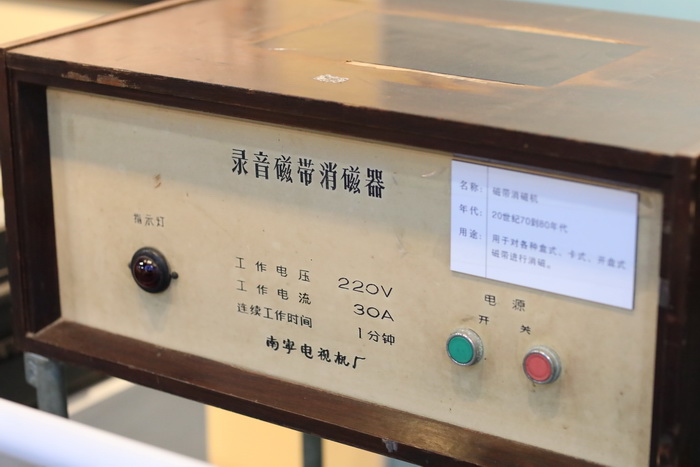 录音磁带消磁器
指示灯
工作电压 220V
工作电流 30A
连续工作时间 1分钟
南宁电视机厂
名称: 磁带消磁机
年代: 20世纪70到80年代
用途: 用于对各种盒式、卡式、开盘式
磁带进行消磁。
电源
开 关